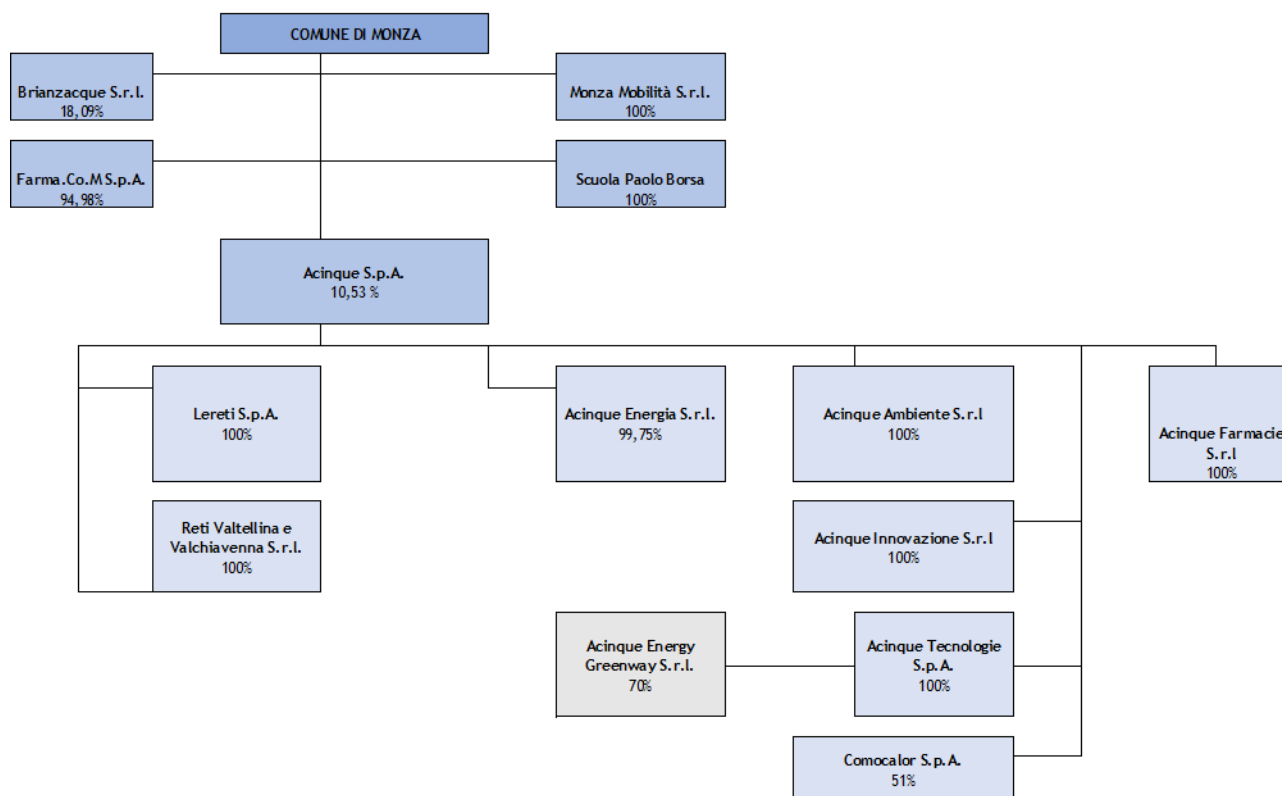 COMUNE DI MONZA
Brianzacque S.r.l.
18,09%
Monza Mobilità S.r.l.
100%
Farma.Co.M S.p.A.
94,98%
Scuola Paolo Borsa
100%
Acinque S.p.A.
10,53 %
Lereti S.p.A.
100%
Acinque Energia S.r.l.
99,75%
Acinque Ambiente S.r.l
100%
Acinque Farmacie
S.r.l
100%
Reti Valtellina e
Valchiavenna S.r.l.
100%
Acinque Innovazione S.r.l
100%
Acinque Energy
Greenway S.r.l.
70%
Acinque Tecnologie
S.p.A.
100%
Comocalor S.p.A.
51%